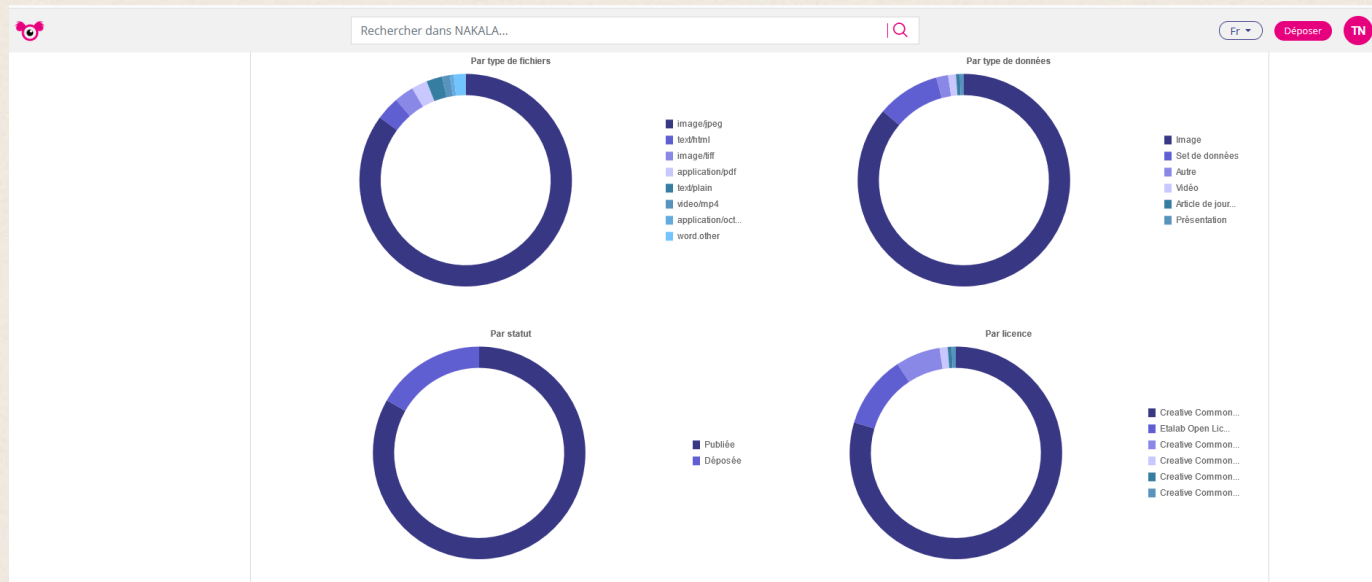 Rechercher dans NAKALA...
Fr
Déposer
TN
Par type de fichiers
image/jpeg
text/html
image/tiff
application/pdf
text/plain
video/mp4
application/oct...
word.other
Par type de données
Image
Set de données
Autre
Vidéo
Article de jour...
Présentation
Par statut
Publiée
Déposée
Par licence
Creative Common...
Etalab Open Lic...
Creative Common...
Creative Common...
Creative Common...
Creative Common...